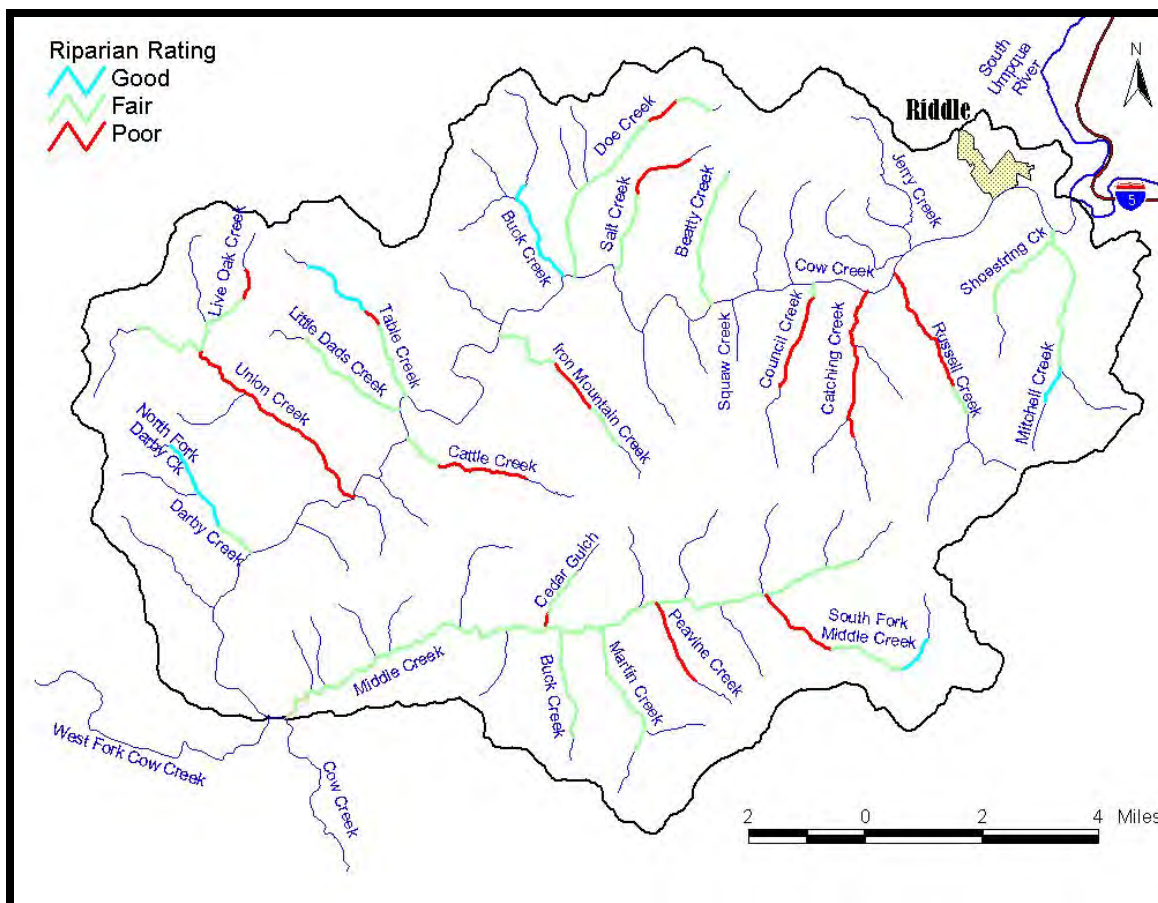 Riparian Rating
Good
Fair
Poor
South
Umpqua
River
N
5
Riddle
Doe Creek
Salt Creek
Beatty Creek
Buck Creek
Jerry Creek
Cow Creek
Shoestring Ck
Live Oak Creek
Table Creek
Little Dads Creek
Union Creek
Iron Mountain Creek
Squaw Creek
Council Creek
Catching Creek
Russell Creek
Mitchell Creek
North Fork
Darby Ck
Darby Creek
Cattle Creek
Cedar Gulch
Middle Creek
Buck Creek
Martin Creek
Peavine Creek
South Fork
Middle Creek
West Fork Cow Creek
Cow Creek
2 0 2 4 Miles